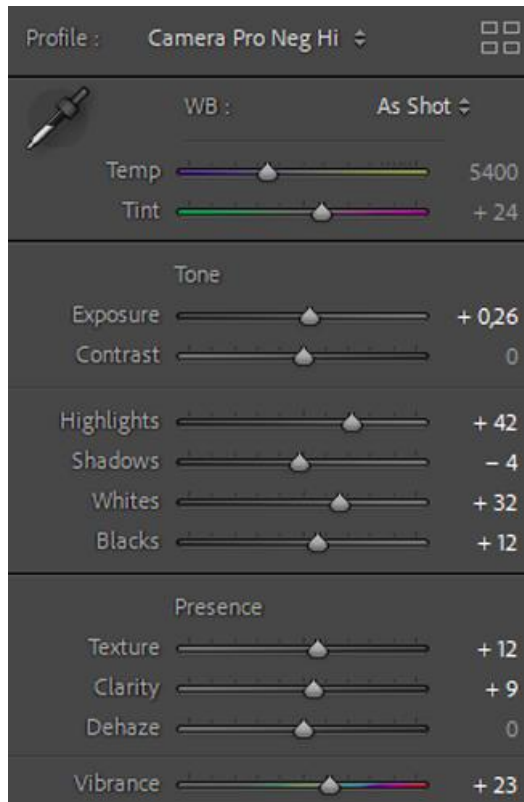 Profile : Camera Pro Neg Hi
WB : As Shot
Temp 5400
Tint + 24
Tone
Exposure + 0,26
Contrast 0
Highlights + 42
Shadows – 4
Whites + 32
Blacks + 12
Presence
Texture + 12
Clarity + 9
Dehaze 0
Vibrance + 23